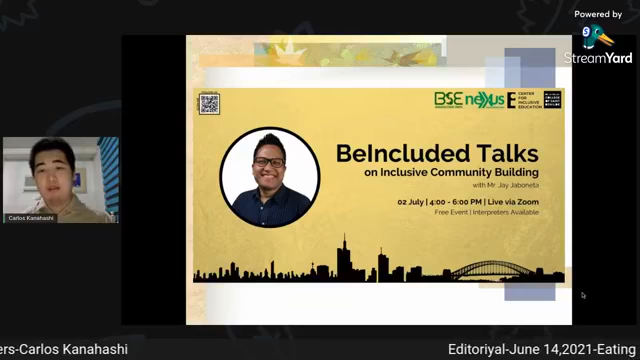 Powered by
StreamYard
BSE nexus E CENTER
FOR
INCLUSIVE
EDUCATION
BeIncluded Talks
on Inclusive Community Building
with Mr. Jay Jaboneta
02 July | 4:00 - 6:00 PM | Live via Zoom
Free Event | Interpreters Available
Carlos Kanahashi
ers-Carlos Kanahashi
Editoriyal-June 14,2021-Eating